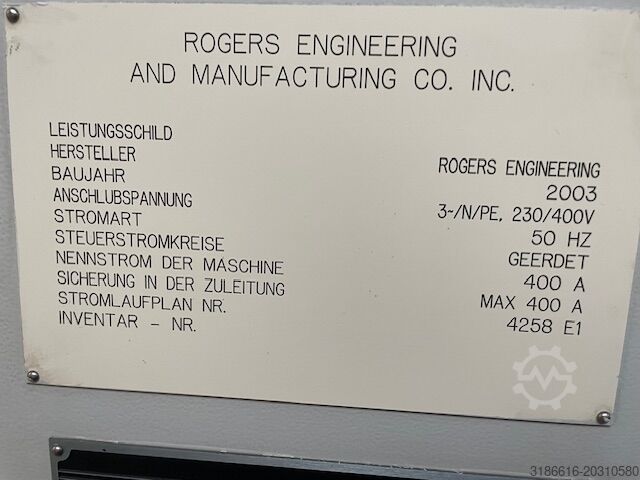 ROGERS ENGINEERING
AND MANUFACTURING CO. INC.
LEISTUNGSSCHILD
HERSTELLER ROGERS ENGINEERING
BAUJAHR 2003
ANSCHLUBSPANNUNG 3~/N/PE, 230/400V
STROMART 50 HZ
STEUERSTROMKREISE GEERDET
NENNSTROM DER MASCHINE 400 A
SICHERUNG IN DER ZULEITUNG MAX 400 A
STROMLAUFPLAN NR. 4258 E1
INVENTAR - NR.
3186616-20310580